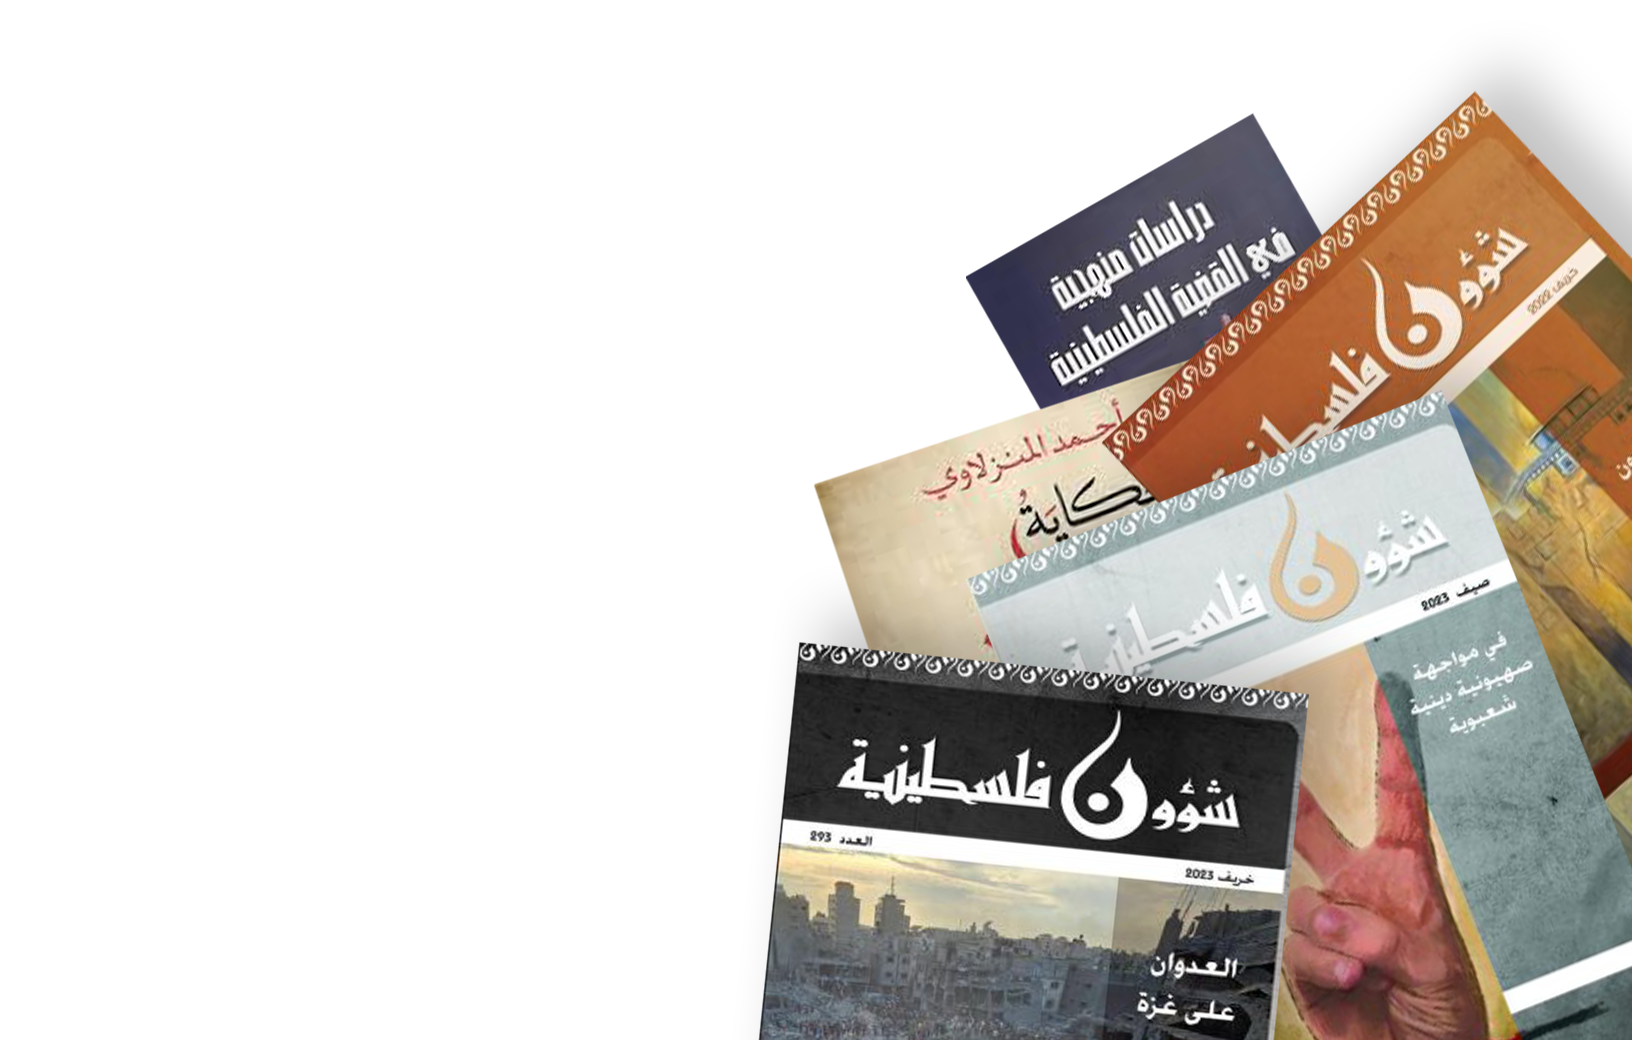 دراسات منهجية
في القضية الفلسطينية
شؤون فلسطينية
خريف 2022
أحمد المنزلاوي
شؤون فلسطينية
صيف 2023
في مواجهة
صهيونية دينية
شعبوية
شؤون فلسطينية
العدد 293
خريف 2023
العدوان
على غزة